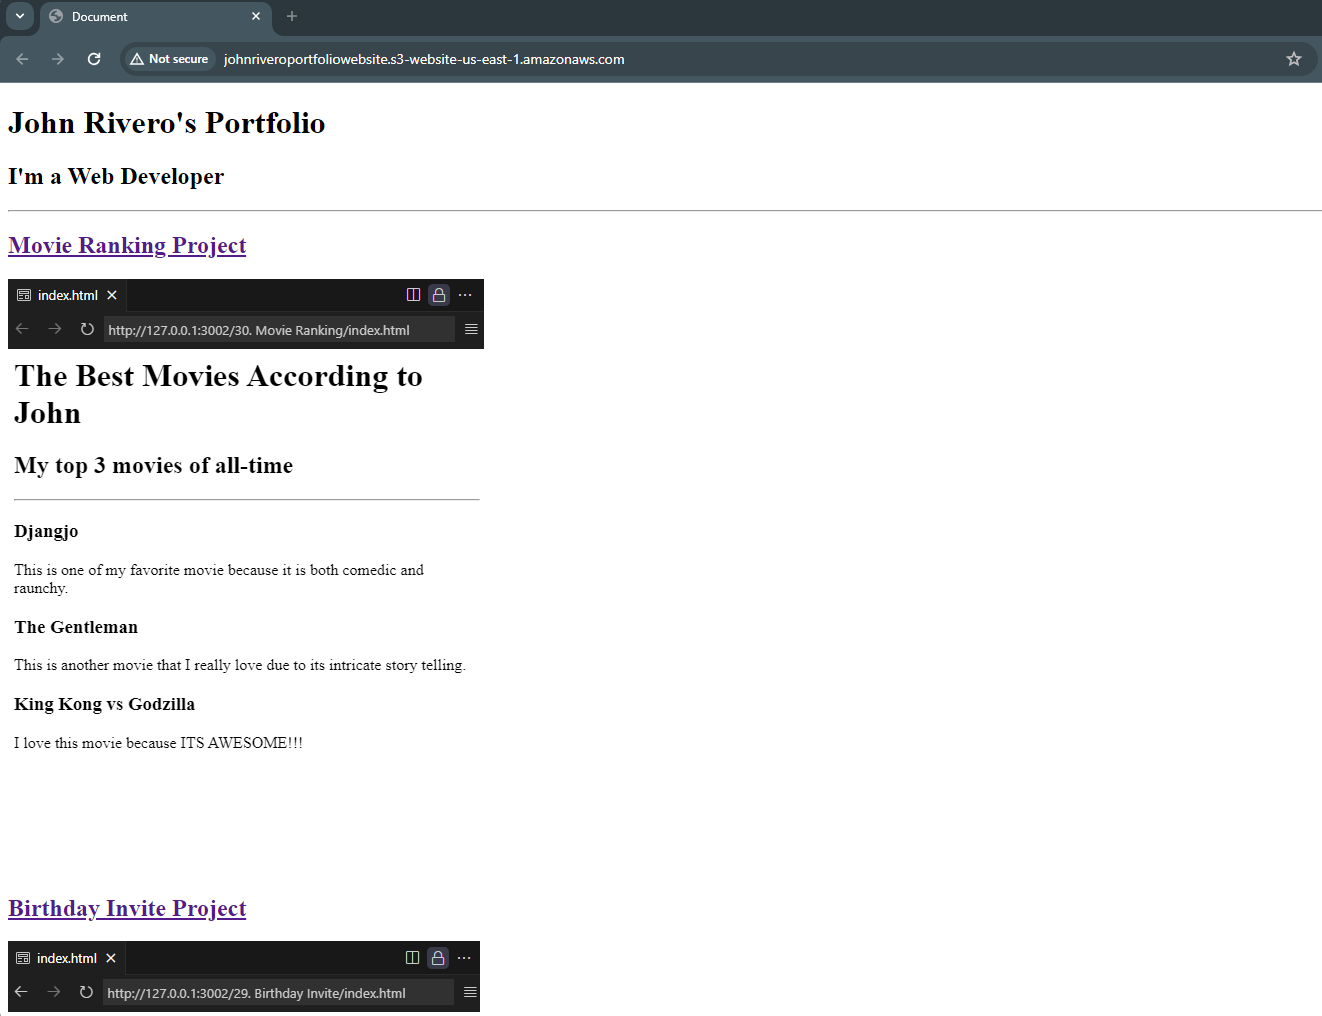 Document
Not secure
johnriveroportfoliowebsite.s3-website-us-east-1.amazonaws.com
John Rivero's Portfolio
I'm a Web Developer
Movie Ranking Project
index.html
http://127.0.0.1:3002/30. Movie Ranking/index.html
The Best Movies According to
John
My top 3 movies of all-time
Djangjo
This is one of my favorite movie because it is both comedic and
raunchy.
The Gentleman
This is another movie that I really love due to its intricate story telling.
King Kong vs Godzilla
I love this movie because ITS AWESOME!!!
Birthday Invite Project
index.html
http://127.0.0.1:3002/29. Birthday Invite/index.html